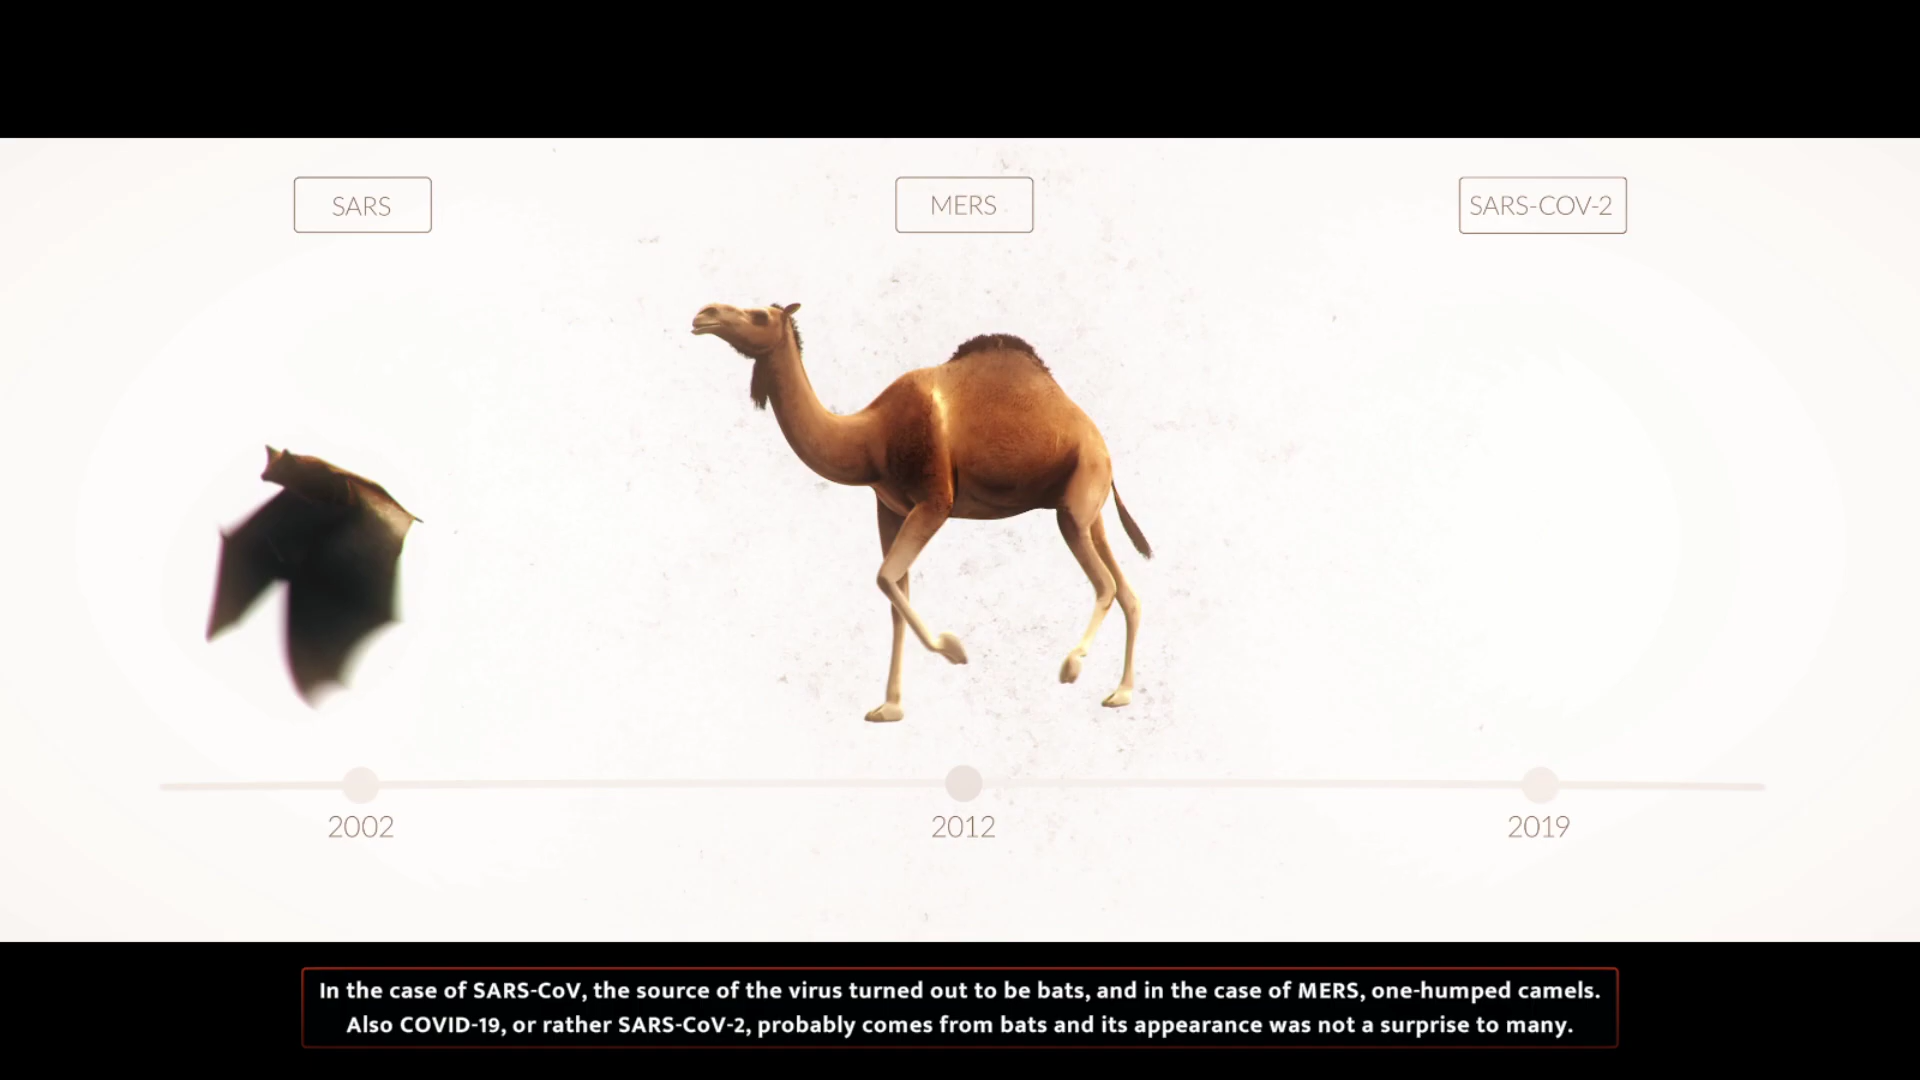 SARS
MERS
SARS-COV-2
2002
2012
2019
In the case of SARS-CoV, the source of the virus turned out to be bats, and in the case of MERS, one-humped camels.
Also COVID-19, or rather SARS-CoV-2, probably comes from bats and its appearance was not a surprise to many.